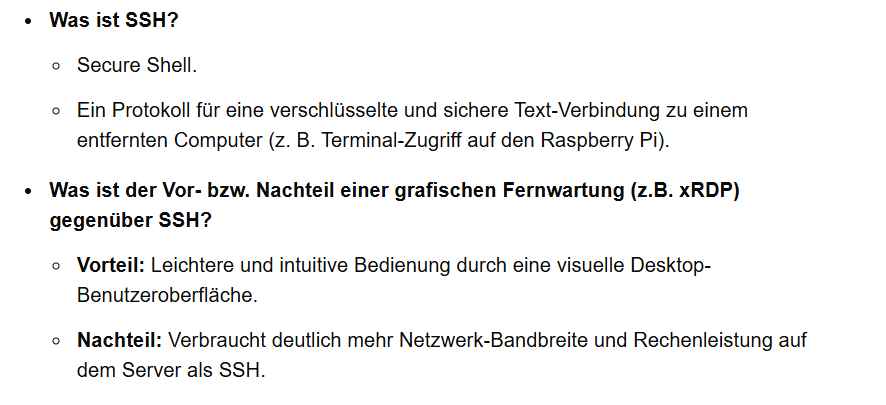 Was ist SSH?
Secure Shell.
Ein Protokoll für eine verschlüsselte und sichere Text-Verbindung zu einem
entfernten Computer (z. B. Terminal-Zugriff auf den Raspberry Pi).
Was ist der Vor- bzw. Nachteil einer grafischen Fernwartung (z.B. xRDP)
gegenüber SSH?
Vorteil: Leichtere und intuitive Bedienung durch eine visuelle Desktop-
Benutzeroberfläche.
Nachteil: Verbraucht deutlich mehr Netzwerk-Bandbreite und Rechenleistung auf
dem Server als SSH.